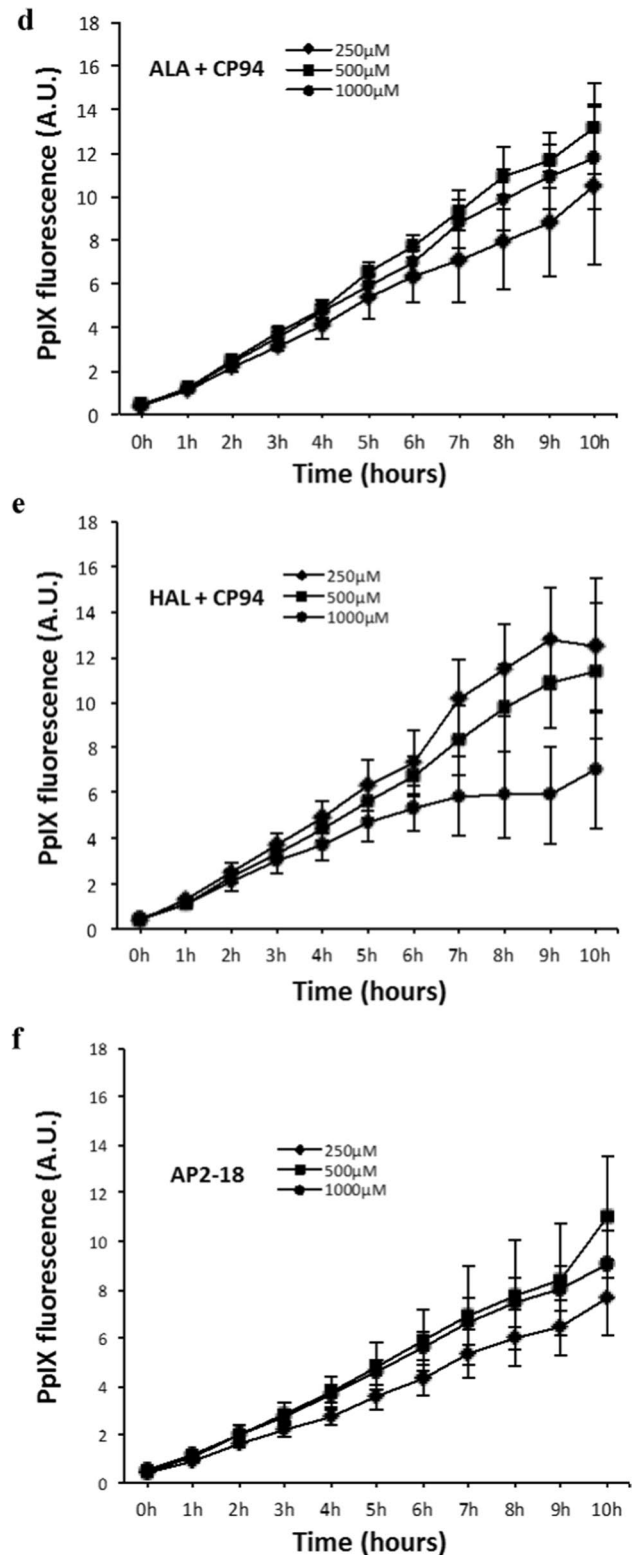 d
PpIX fluorescence (A.U.)
18
16
14
12
10
8
6
4
2
0
ALA + CP94
250µM
500µM
1000µM
0h 1h 2h 3h 4h 5h 6h 7h 8h 9h 10h
Time (hours)
e
PpIX fluorescence (A.U.)
18
16
14
12
10
8
6
4
2
0
HAL + CP94
250µM
500µM
1000µM
0h 1h 2h 3h 4h 5h 6h 7h 8h 9h 10h
Time (hours)
f
PpIX fluorescence (A.U.)
18
16
14
12
10
8
6
4
2
0
AP2-18
250µM
500µM
1000µM
0h 1h 2h 3h 4h 5h 6h 7h 8h 9h 10h
Time (hours)